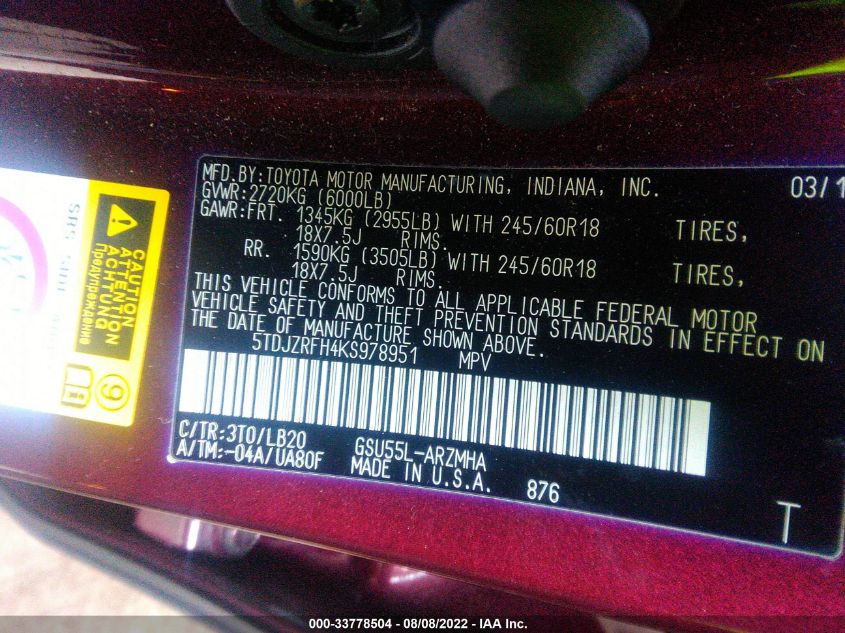 MFD.BY:TOYOTA MOTOR MANUFACTURING, INDIANA, INC. 03/1
GVWR:2720KG (6000LB)
GAWR:FRT. 1345KG (2955LB) WITH 245/60R18 TIRES,
18X7.5J RIMS.
RR. 1590KG (3505LB) WITH 245/60R18 TIRES,
18X7.5J RIMS.
THIS VEHICLE CONFORMS TO ALL APPLICABLE FEDERAL MOTOR
VEHICLE SAFETY AND THEFT PREVENTION STANDARDS IN EFFECT ON
THE DATE OF MANUFACTURE SHOWN ABOVE.
5TDJZRFH4KS978951 MPV
C/TR:3T0/LB20 GSU55L-ARZMHA
A/TM:-04A/UA80F MADE IN U.S.A. 876
T
CAUTION
ATTENTION
ACHTUNG
Предупреждение
9
SRS
000-33778504 - 08/08/2022 - IAA Inc.